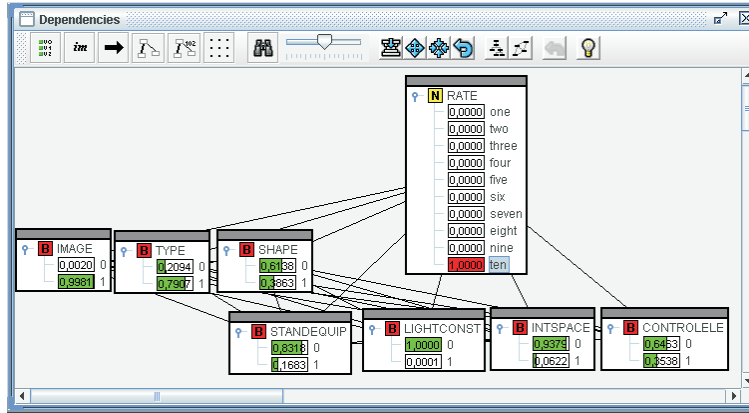 Dependencies
im
N RATE
0,0000 one
0,0000 two
0,0000 three
0,0000 four
0,0000 five
0,0000 six
0,0000 seven
0,0000 eight
0,0000 nine
1,0000 ten
B IMAGE
0,0020 0
0,9981 1
B TYPE
0,2094 0
0,7907 1
B SHAPE
0,6138 0
0,3863 1
B STANDEQUIP
0,8318 0
0,1683 1
B LIGHTCONST
1,0000 0
0,0001 1
B INTSPACE
0,9379 0
0,0622 1
B CONTROLELE
0,6463 0
0,3538 1